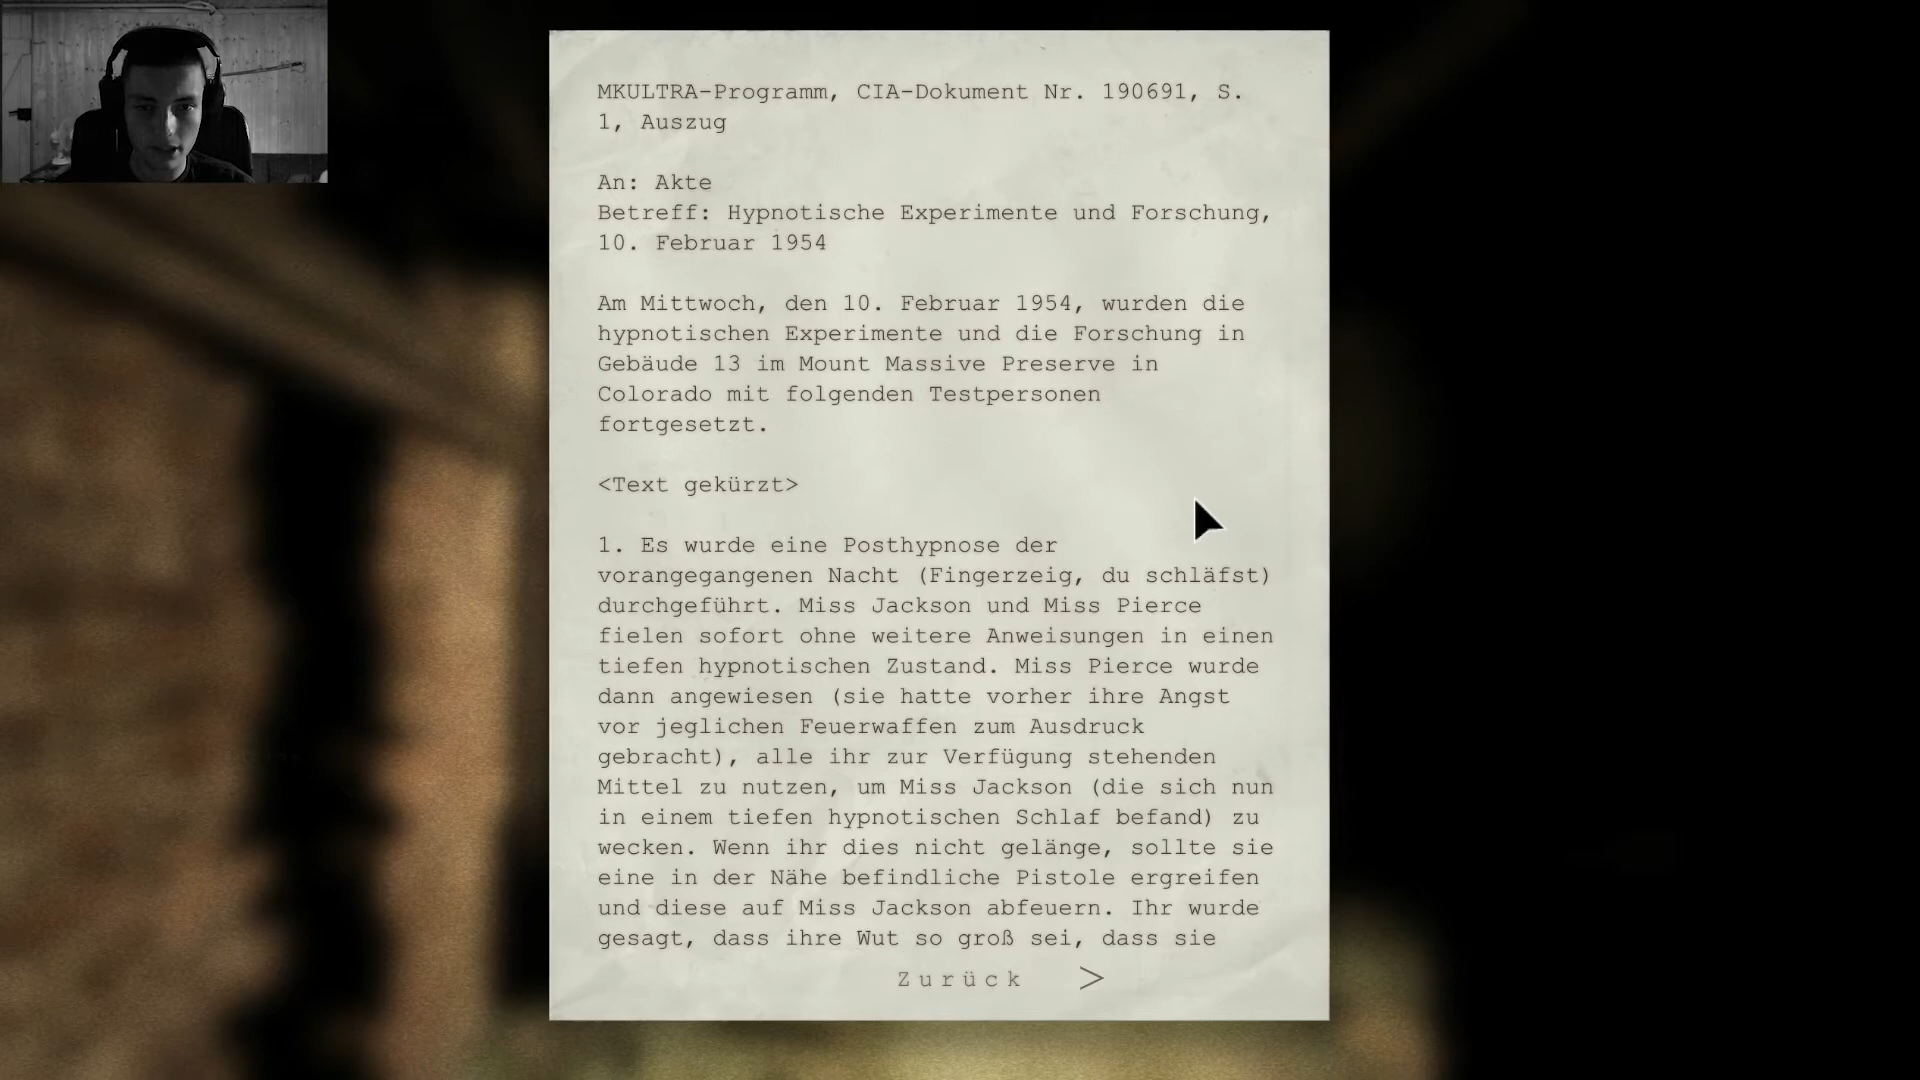 MKULTRA-Programm, CIA-Dokument Nr. 190691, S.
1, Auszug
An: Akte
Betreff: Hypnotische Experimente und Forschung,
10. Februar 1954
Am Mittwoch, den 10. Februar 1954, wurden die
hypnotischen Experimente und die Forschung in
Gebäude 13 im Mount Massive Preserve in
Colorado mit folgenden Testpersonen
fortgesetzt.
<Text gekürzt>
1. Es wurde eine Posthypnose der
vorangegangenen Nacht (Fingerzeig, du schläfst)
durchgeführt. Miss Jackson und Miss Pierce
fielen sofort ohne weitere Anweisungen in einen
tiefen hypnotischen Zustand. Miss Pierce wurde
dann angewiesen (sie hatte vorher ihre Angst
vor jeglichen Feuerwaffen zum Ausdruck
gebracht), alle ihr zur Verfügung stehenden
Mittel zu nutzen, um Miss Jackson (die sich nun
in einem tiefen hypnotischen Schlaf befand) zu
wecken. Wenn ihr dies nicht gelänge, sollte sie
eine in der Nähe befindliche Pistole ergreifen
und diese auf Miss Jackson abfeuern. Ihr wurde
gesagt, dass ihre Wut so groß sei, dass sie
Zurück >